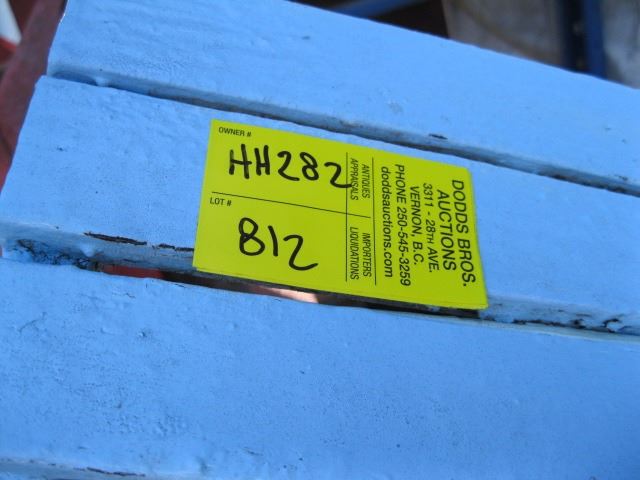 OWNER #
HH282
LOT #
812
ANTIQUES
APPRAISALS
IMPORTERS
LIQUIDATIONS
DODDS BROS.
AUCTIONS
3311 - 28TH AVE.
VERNON, B.C.
PHONE 250-545-3259
doddsauctions.com